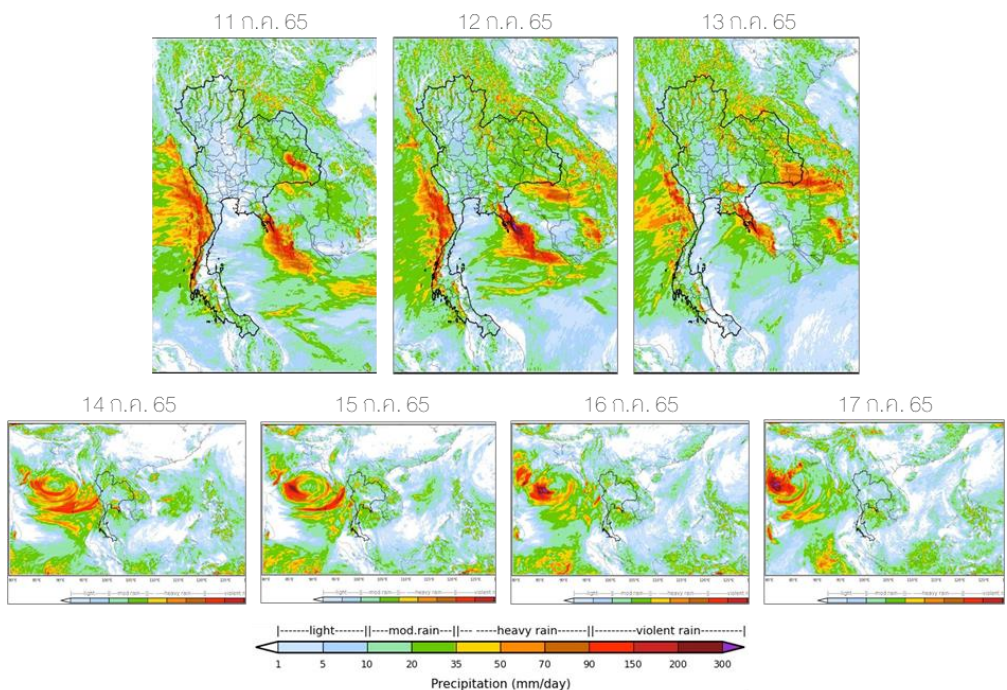 11 ก.ค. 65 12 ก.ค. 65 13 ก.ค. 65
14 ก.ค. 65 15 ก.ค. 65 16 ก.ค. 65 17 ก.ค. 65
|-------light------||---mod.rain----||--- ------heavy rain-------||--------violent rain-------|
1 5 10 20 35 50 70 90 150 200 300
Precipitation (mm/day)